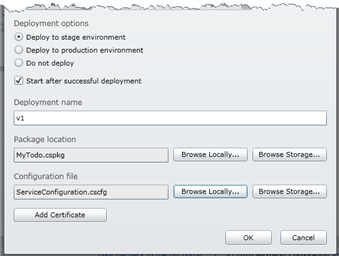 Deployment options
Deploy to stage environment
Deploy to production environment
Do not deploy
Start after successful deployment
Deployment name
v1
Package location
MyTodo.cspkg Browse Locally... Browse Storage...
Configuration file
ServiceConfiguration.cscfg Browse Locally... Browse Storage...
Add Certificate
OK Cancel